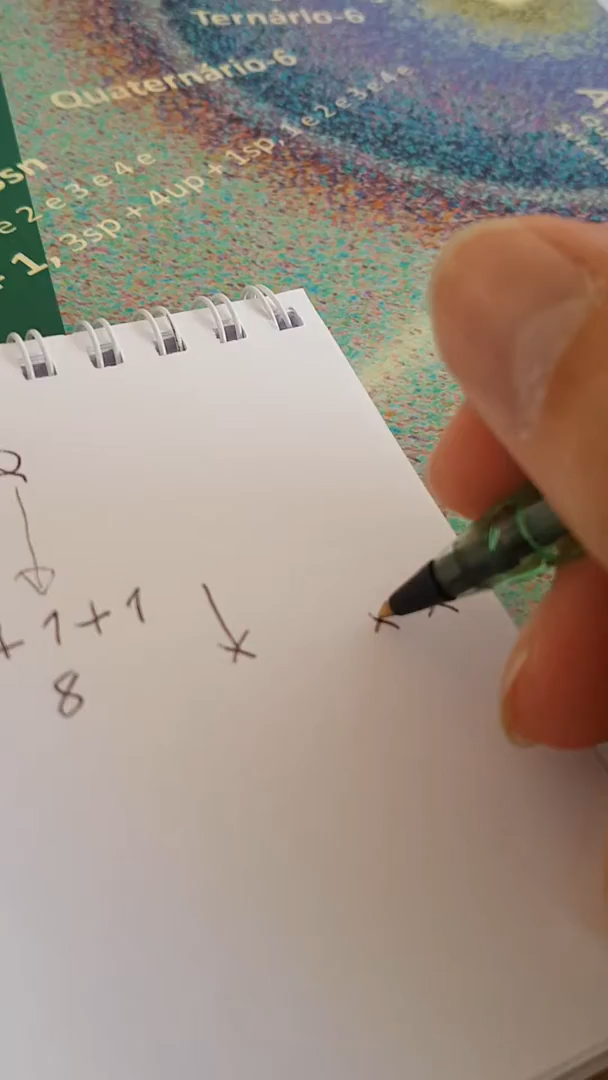 Ternário-6
Quaternário-6
e 2 e 3 e 4 e
+ 1, 3sp + 4up + 1sp, 1 e 2 e 3 e 4 e
2
+ 1 + 1
8